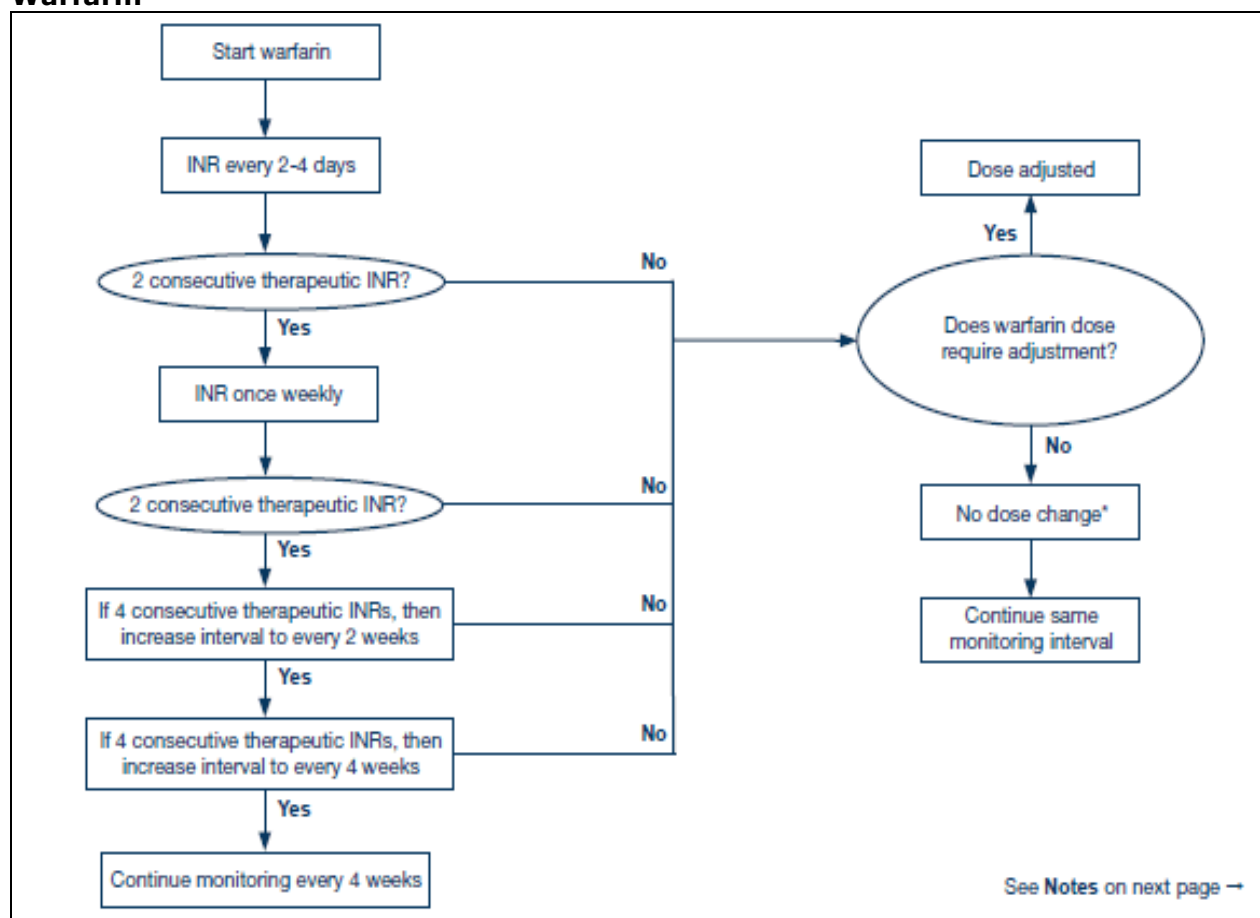 Warfarin
Start warfarin
INR every 2-4 days
2 consecutive therapeutic INR?
No
Yes
INR once weekly
2 consecutive therapeutic INR?
No
Yes
If 4 consecutive therapeutic INRs, then
increase interval to every 2 weeks
No
Yes
If 4 consecutive therapeutic INRs, then
increase interval to every 4 weeks
No
Yes
Continue monitoring every 4 weeks
Dose adjusted
Yes
Does warfarin dose
require adjustment?
No
No dose change*
Continue same
monitoring interval
See Notes on next page →